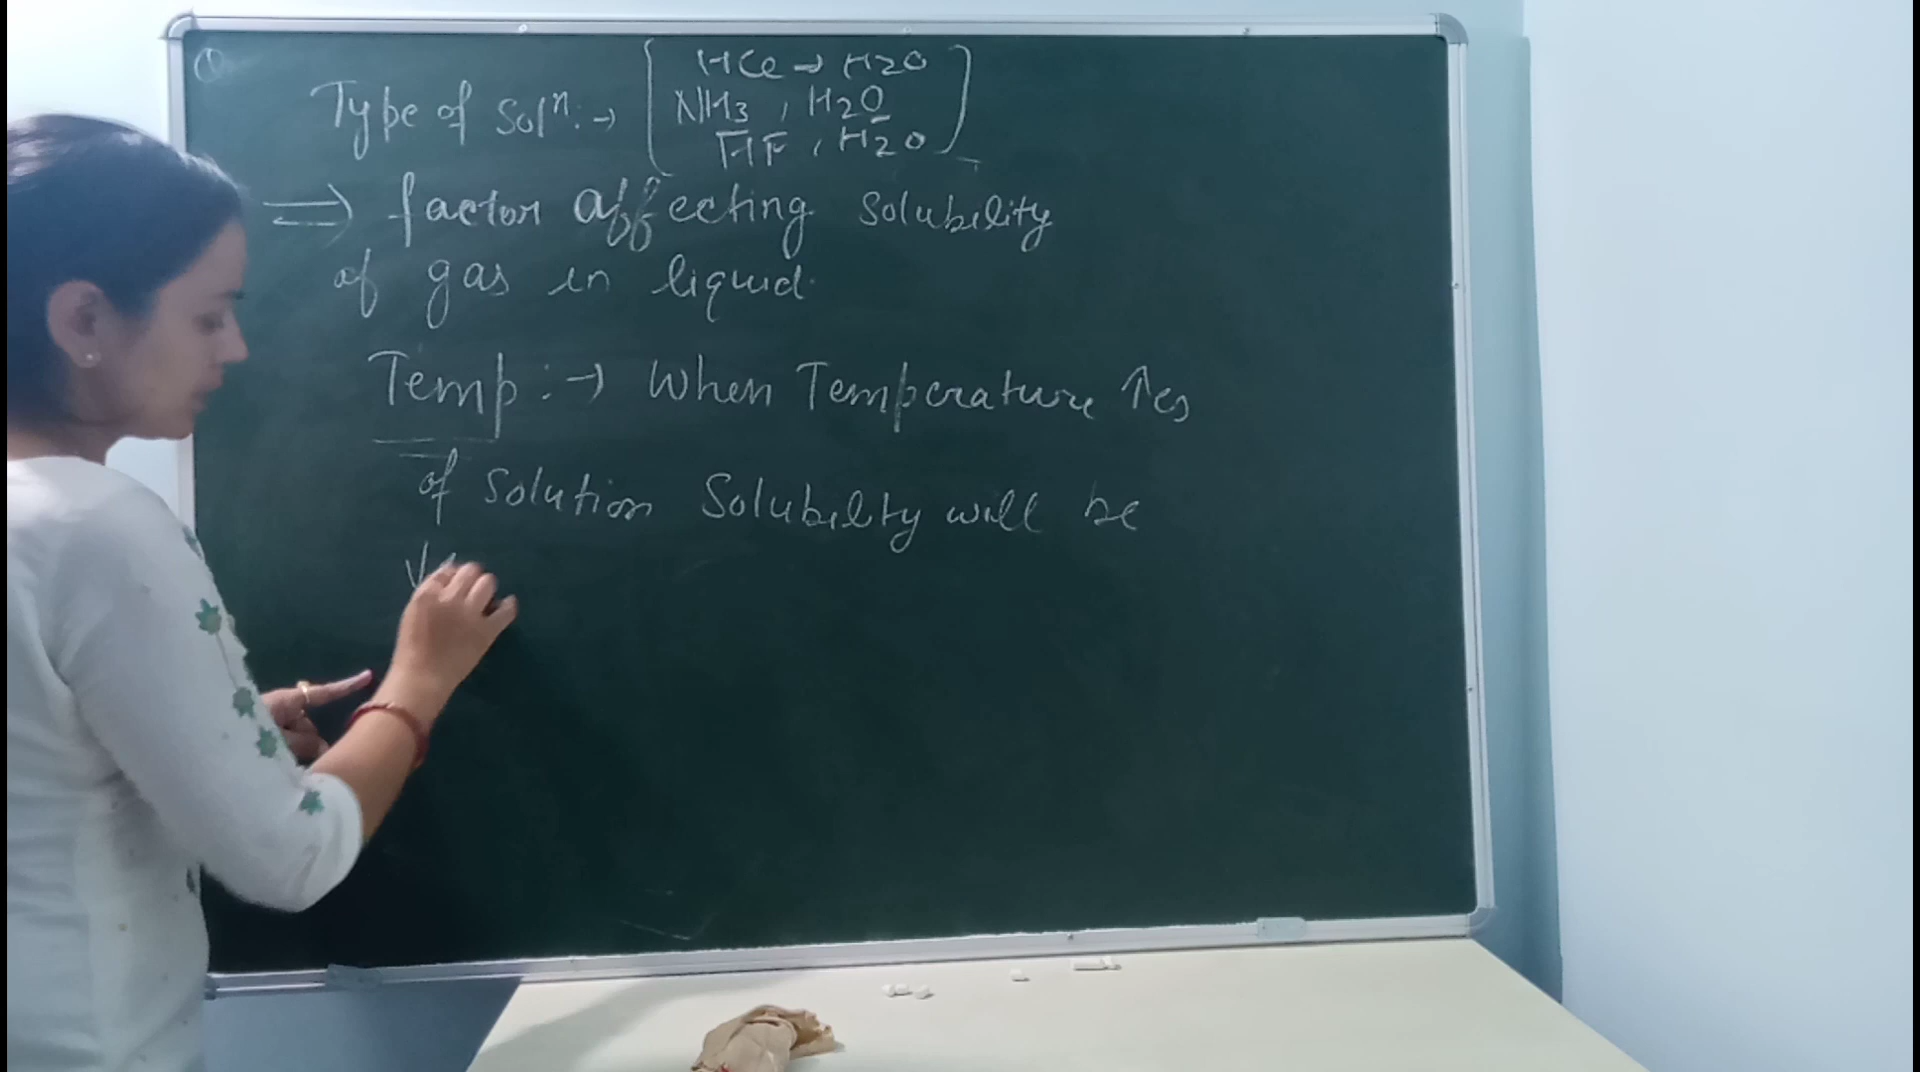 ①
Type of Solⁿ :→ [ HCl → H2O
NH3 , H2O
HF , H2O ]
⇒ factor affecting solubility
of gas in liquid.
Temp :→ When Temperature ↑es
of Solution Solubility will be
↓